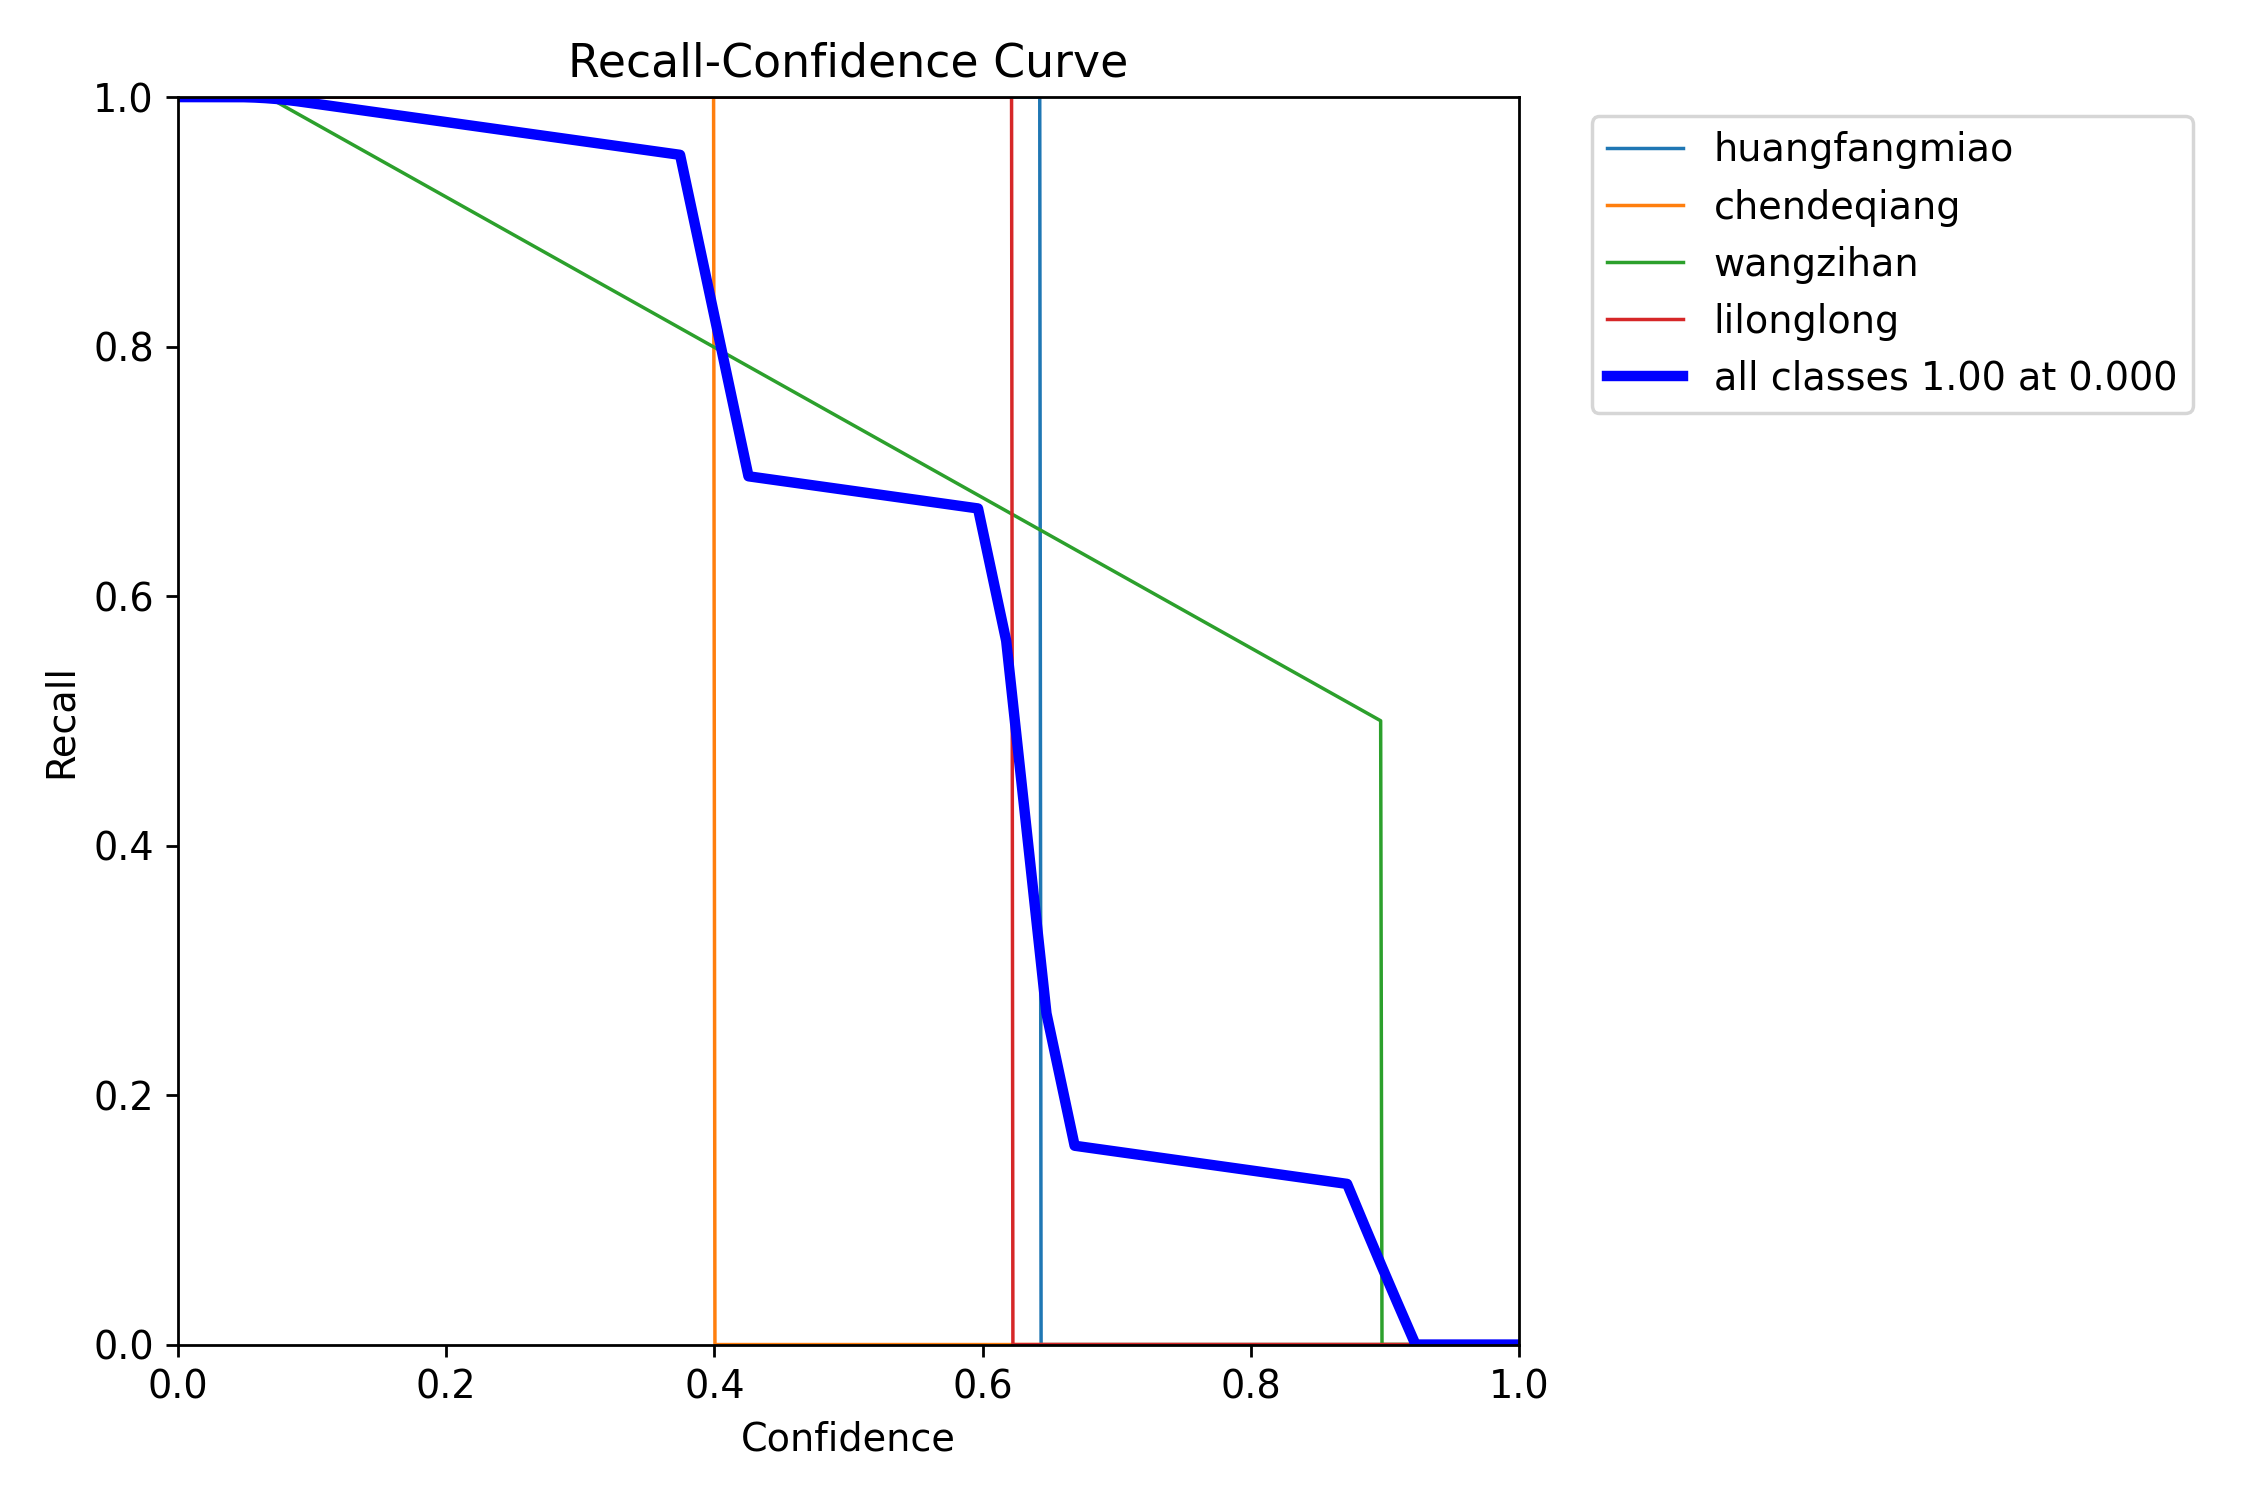 Recall-Confidence Curve
1.0
0.8
0.6
0.4
0.2
0.0
Recall
0.0 0.2 0.4 0.6 0.8 1.0
Confidence
huangfangmiao
chendeqiang
wangzihan
lilonglong
all classes 1.00 at 0.000